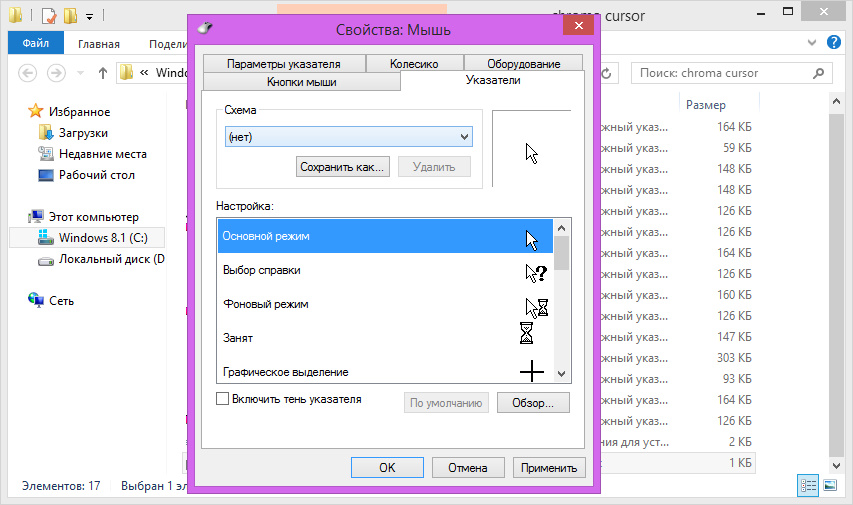 chroma cursor
Файл
Главная
Windo
Поиск: chroma cursor
Избранное
Загрузки
Недавние места
Рабочий стол
Этот компьютер
Windows 8.1 (C:)
Локальный диск (D
Сеть
Свойства: Мышь
Параметры указателя
Колесико
Оборудование
Кнопки мыши
Указатели
Схема
(нет)
Сохранить как...
Удалить
Настройка:
Основной режим
Выбор справки
Фоновый режим
Занят
Графическое выделение
Включить тень указателя
По умолчанию
Обзор...
OK
Отмена
Применить
Размер
жный указ... 164 КБ
жный указ... 59 КБ
жный указ... 148 КБ
жный указ... 148 КБ
жный указ... 126 КБ
жный указ... 126 КБ
жный указ... 164 КБ
жный указ... 126 КБ
жный указ... 160 КБ
жный указ... 126 КБ
жный указ... 147 КБ
жный указ... 303 КБ
жный указ... 93 КБ
жный указ... 164 КБ
жный указ... 126 КБ
ния для уст... 2 КБ
1 КБ
Элементов: 17
Выбран 1 эл